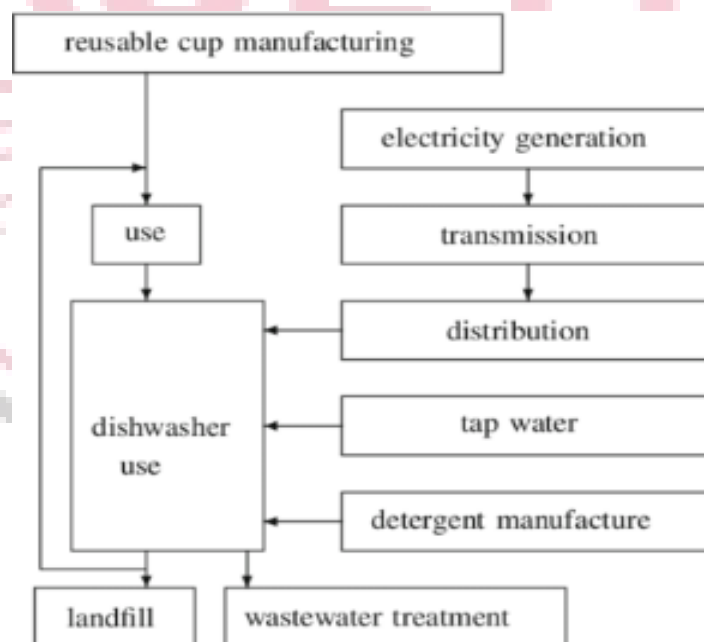 reusable cup manufacturing
electricity generation
use
transmission
distribution
dishwasher
use
tap water
detergent manufacture
landfill
wastewater treatment